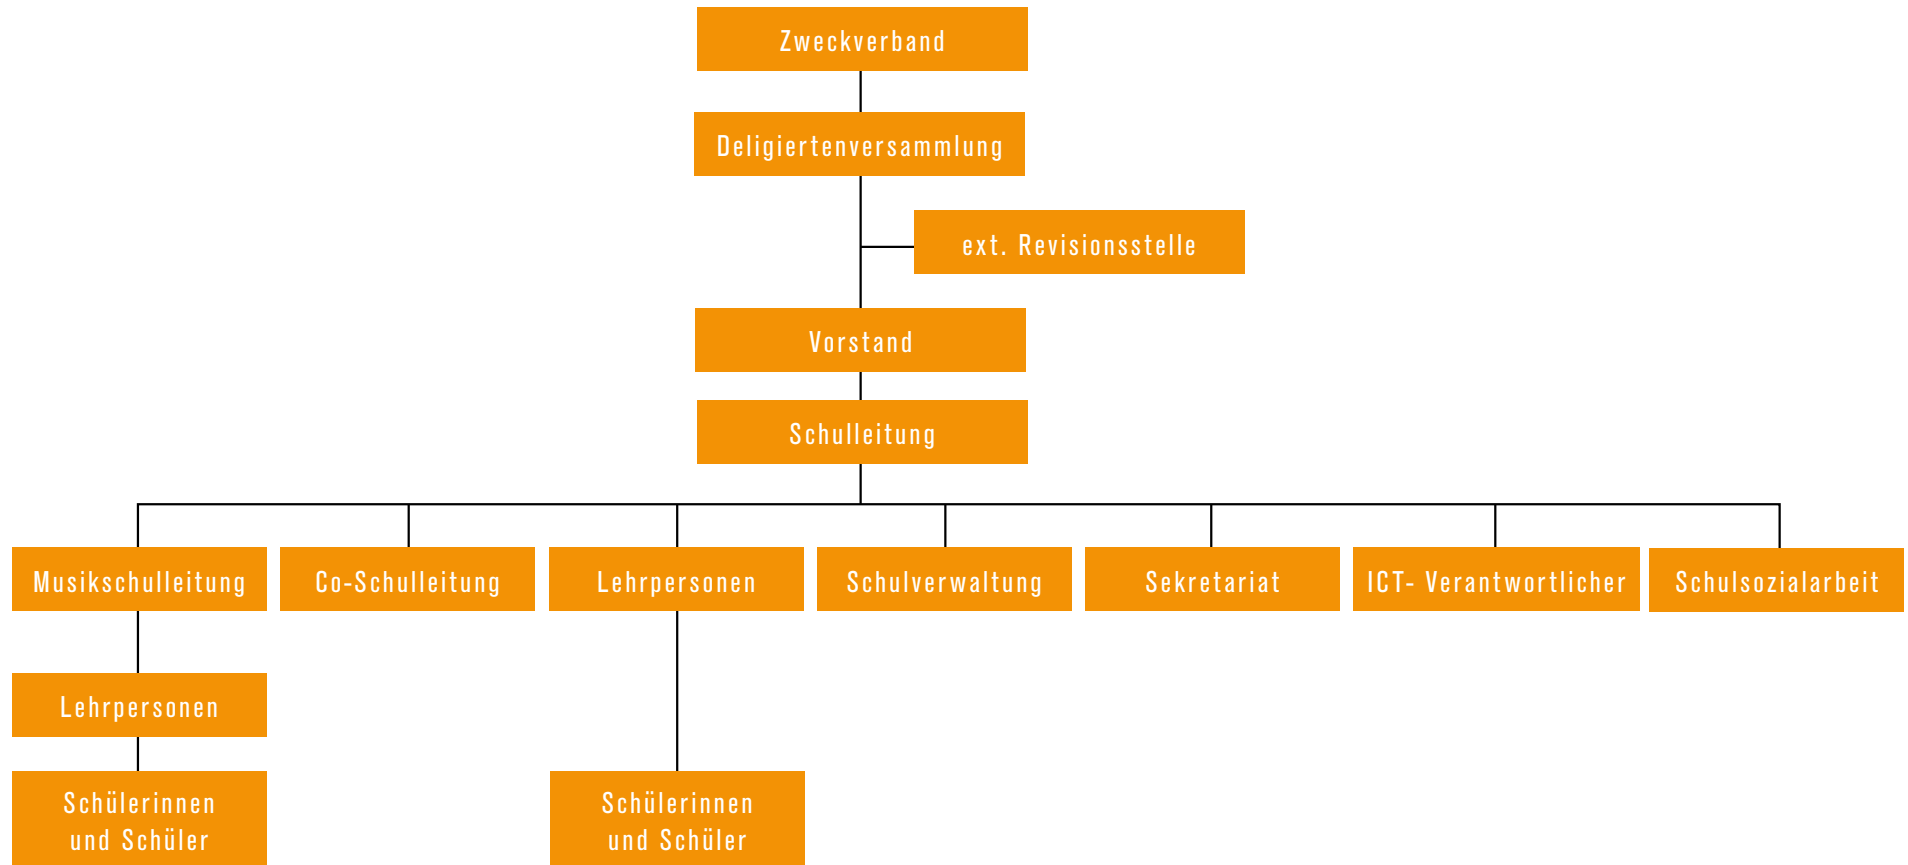 Zweckverband
Deligiertenversammlung
ext. Revisionsstelle
Vorstand
Schulleitung
Musikschulleitung
Co-Schulleitung
Lehrpersonen
Schulverwaltung
Sekretariat
ICT- Verantwortlicher
Schulsozialarbeit
Lehrpersonen
Schülerinnen
und Schüler
Schülerinnen
und Schüler